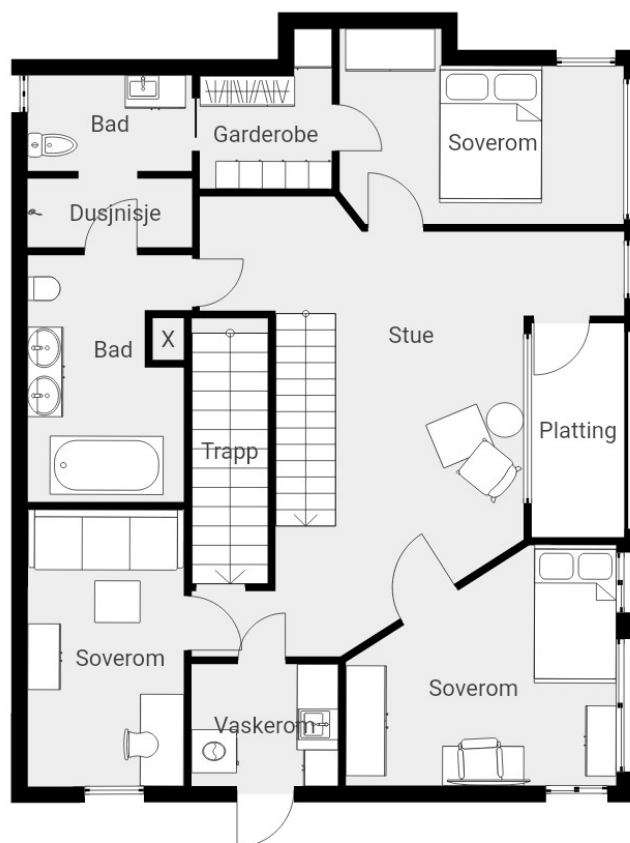 Bad
Garderobe
Soverom
Dusjnisje
Bad
X
Stue
Trapp
Platting
Soverom
Soverom
Vaskerom